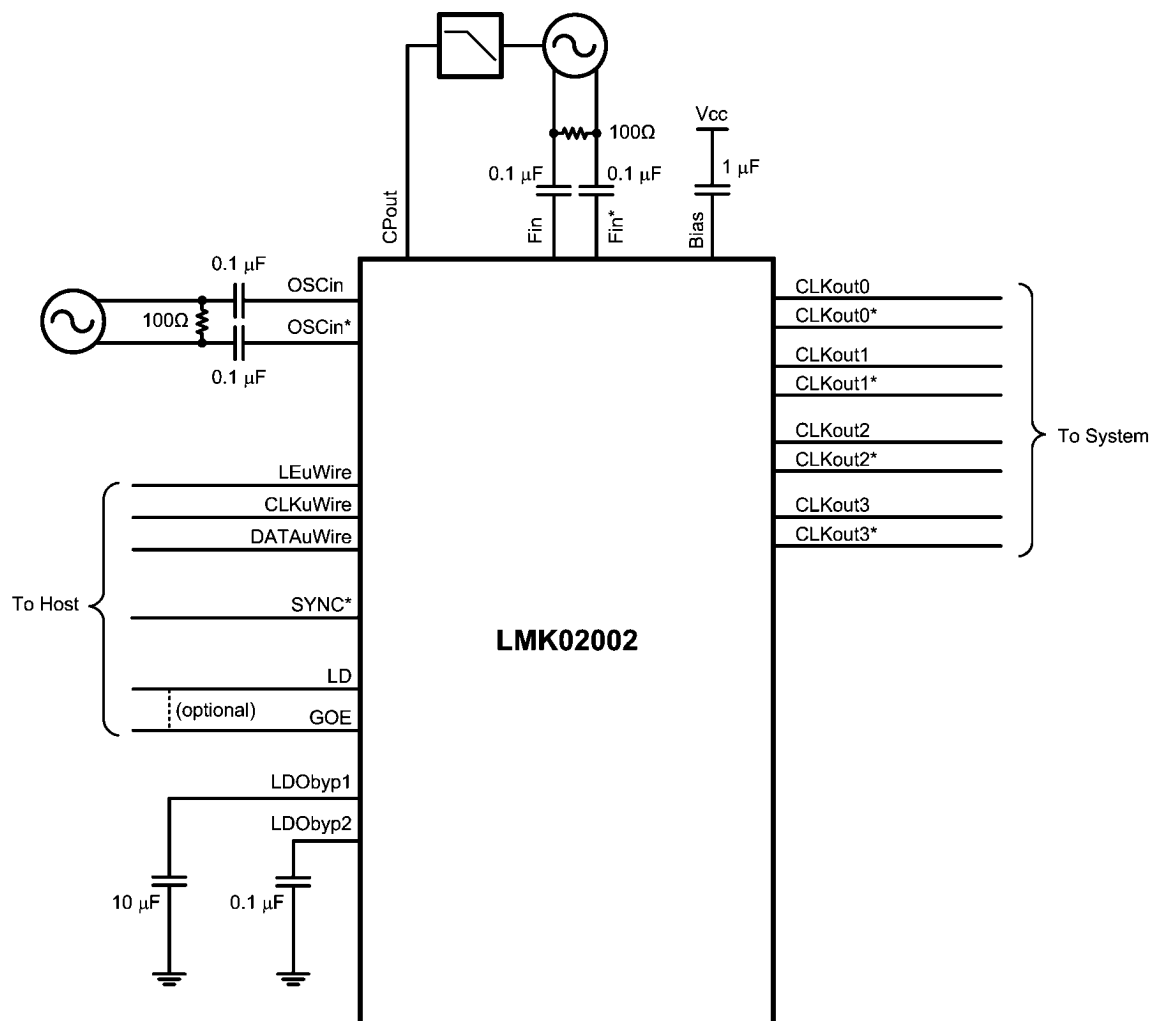 Vcc
100Ω
0.1 μF
0.1 μF
1 μF
CPout
Fin
Fin*
Bias
0.1 μF
OSCin
100Ω
OSCin*
0.1 μF
CLKout0
CLKout0*
CLKout1
CLKout1*
CLKout2
CLKout2*
CLKout3
CLKout3*
To System
LEuWire
CLKuWire
DATAuWire
To Host
SYNC*
LMK02002
LD
(optional)
GOE
LDObyp1
LDObyp2
10 μF
0.1 μF